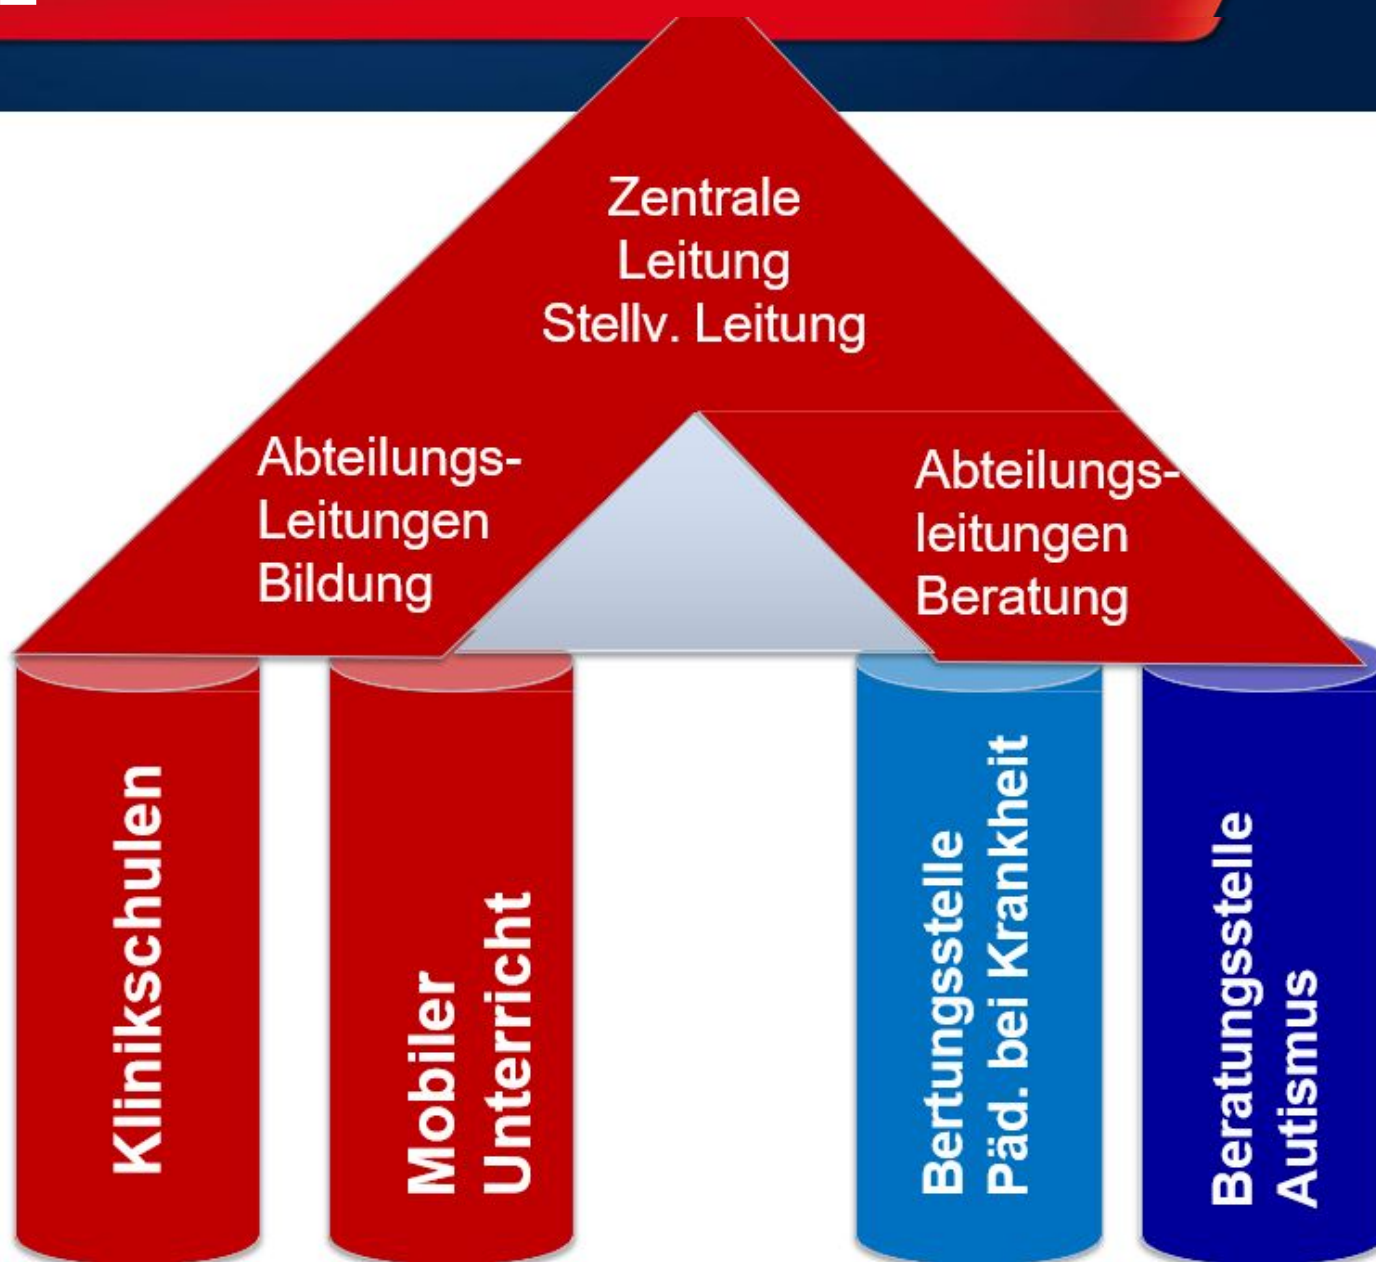 Zentrale
Leitung
Stellv. Leitung
Abteilungs-
Leitungen
Bildung
Abteilungs-
leitungen
Beratung
Klinikschulen
Mobiler
Unterricht
Bertungsstelle
Päd. bei Krankheit
Beratungsstelle
Autismus